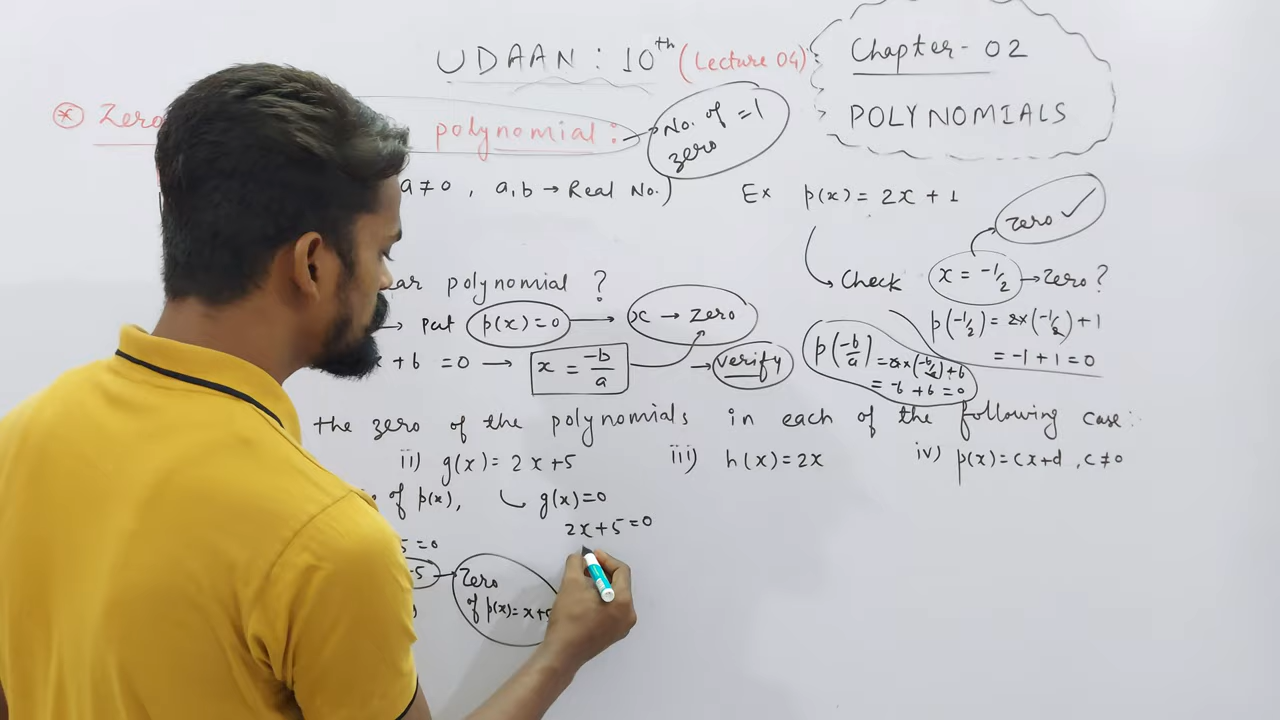 UDAAN : 10th (Lecture 04)
Chapter - 02
POLYNOMIALS
* Zero
polynomial :
No. of zero = 1
a ≠ 0 , a, b → Real No.)
Ex p(x) = 2x + 1
zero ✓
Check x = -1/2 → Zero ?
p(-1/2) = 2x(-1/2) + 1
= -1 + 1 = 0
polynomial ?
→ put p(x) = 0 → x → zero
x + b = 0 → x = -b/a → verify
p(-b/a) = a x (-b/a) + b
= -b + b = 0
the zero of the polynomials in each of the following case :
ii) g(x) = 2x + 5
iii) h(x) = 2x
iv) p(x) = cx + d , c ≠ 0
of p(x),
g(x) = 0
2x + 5 = 0
5 = 0
-5 → Zero
of p(x) = x +